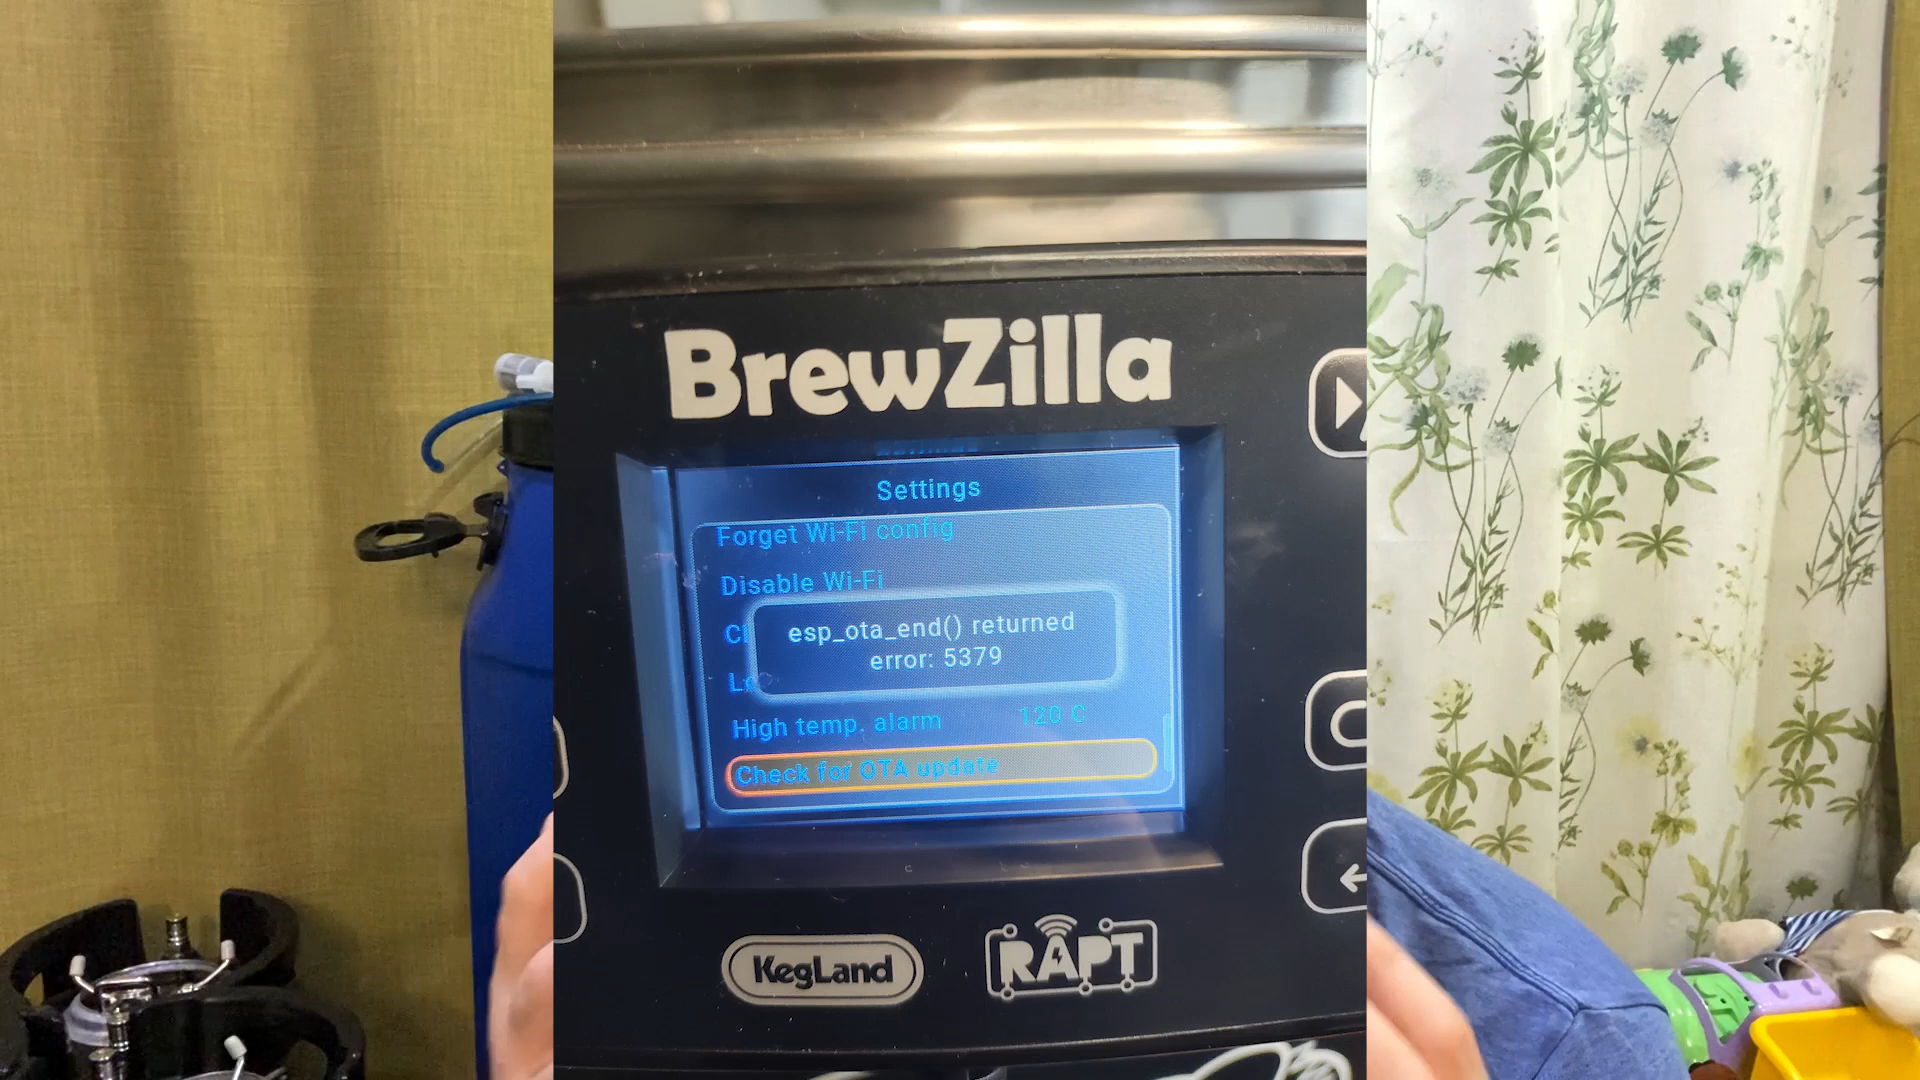 BrewZilla
Settings
Forget Wi-Fi config
Disable Wi-Fi
esp_ota_end() returned
error: 5379
High temp. alarm 120 C
Check for OTA update
KegLand
RAPT